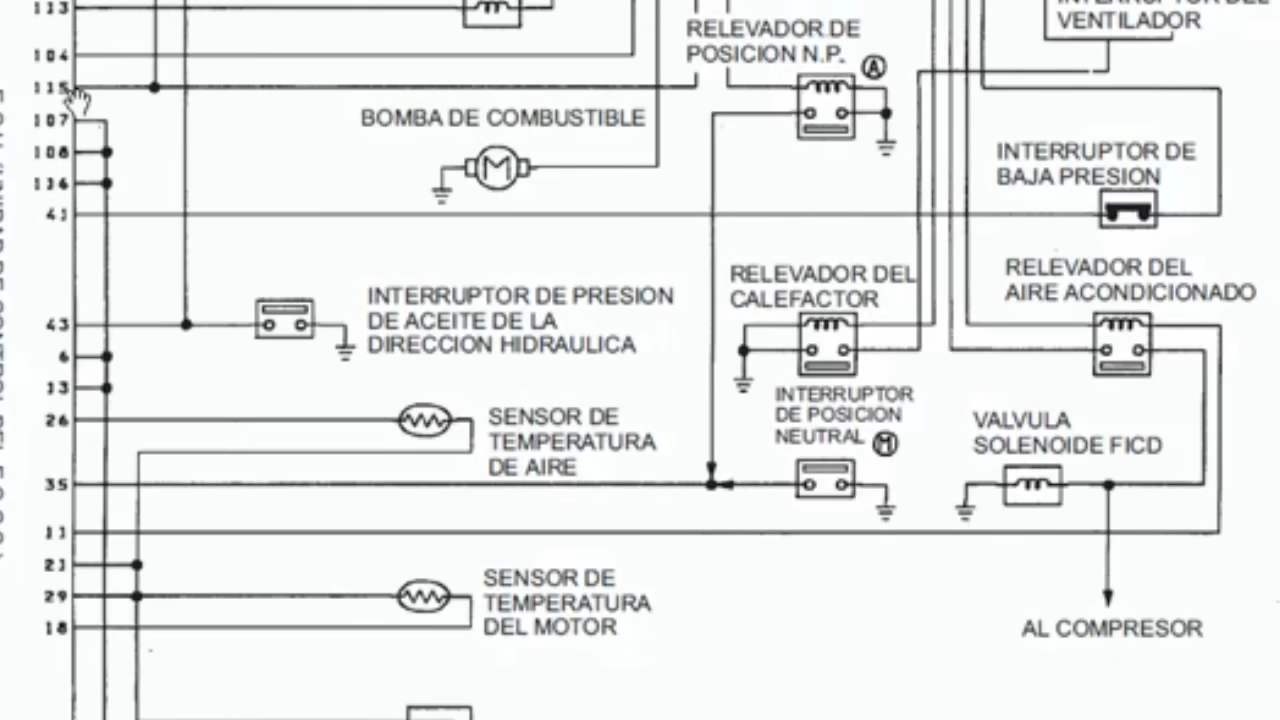 113
RELEVADOR DE
POSICION N.P.
A
VENTILADOR
104
115
BOMBA DE COMBUSTIBLE
M
107
108
116
41
INTERRUPTOR DE
BAJA PRESION
RELEVADOR DEL
CALEFACTOR
RELEVADOR DEL
AIRE ACONDICIONADO
43
INTERRUPTOR DE PRESION
DE ACEITE DE LA
DIRECCION HIDRAULICA
6
13
26
SENSOR DE
TEMPERATURA
DE AIRE
INTERRUPTOR
DE POSICION
NEUTRAL
M
VALVULA
SOLENOIDE FICD
35
11
21
29
18
SENSOR DE
TEMPERATURA
DEL MOTOR
AL COMPRESOR